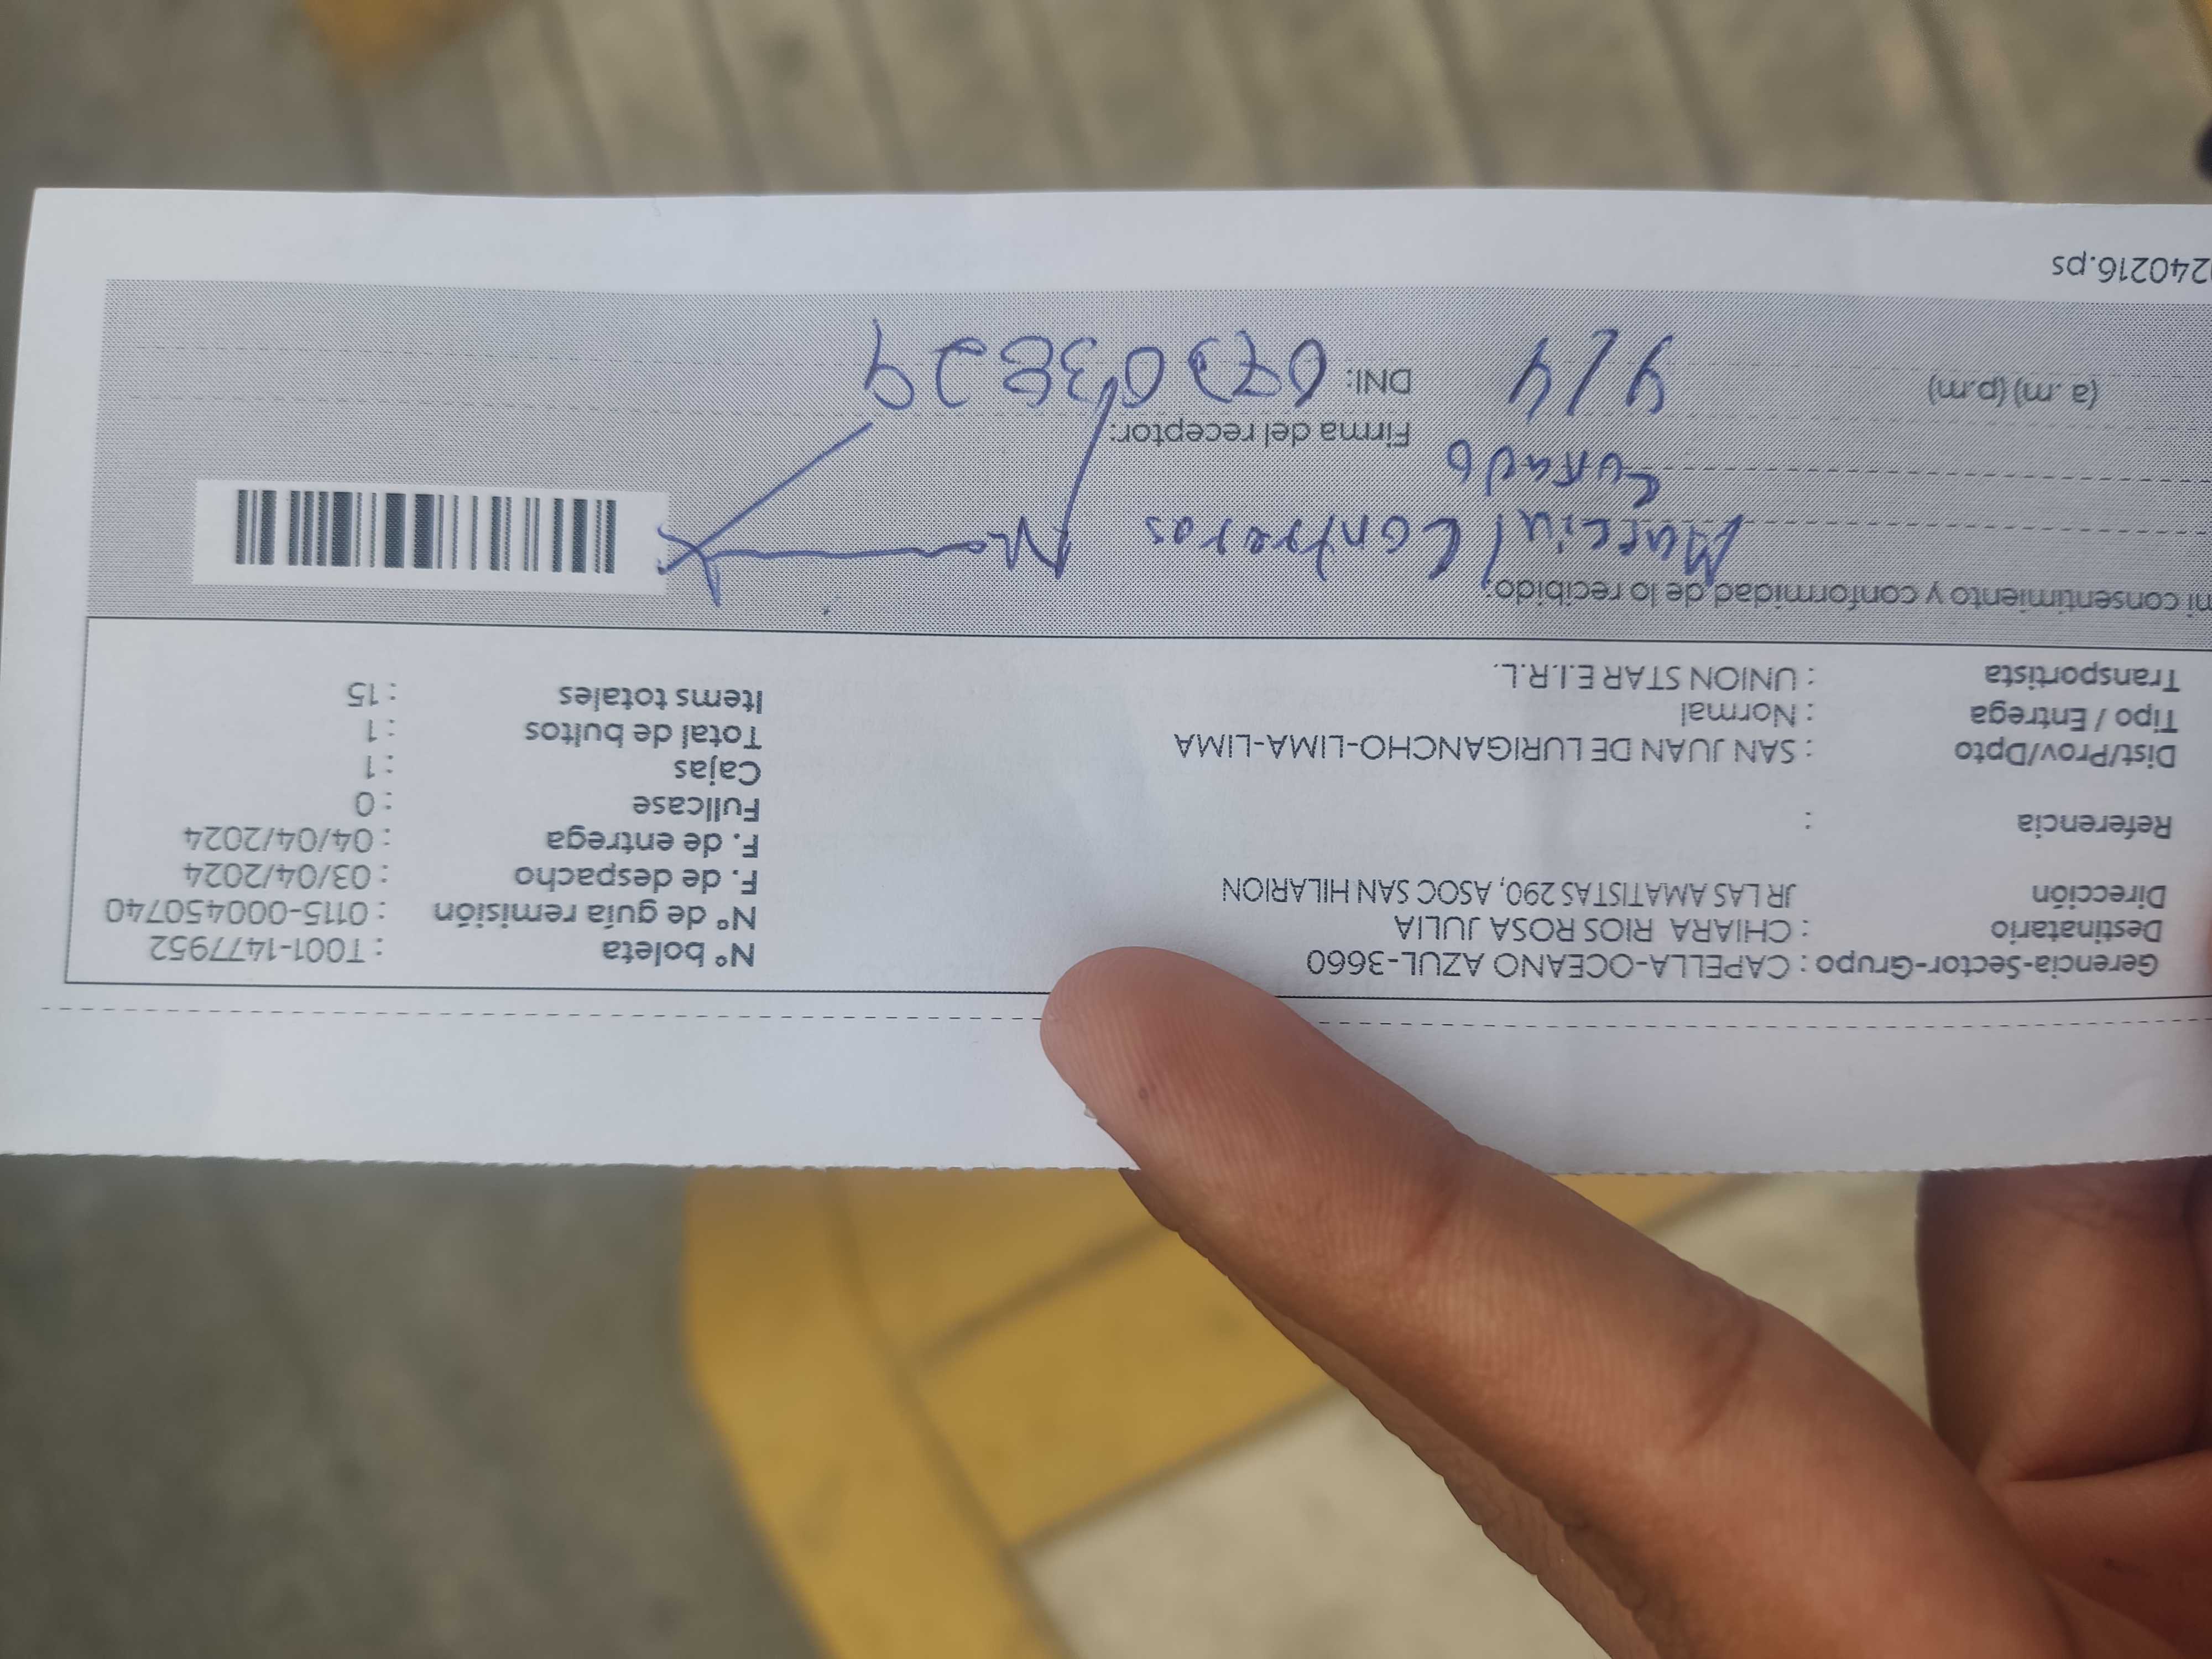 Gerencia-Sector-Grupo : CAPELLA-OCEANO AZUL-3660
Destinatario : CHIARA RIOS ROSA JULIA
Dirección JR LAS AMATISTAS 290, ASOC SAN HILARION
Referencia :
Dist/Prov/Dpto : SAN JUAN DE LURIGANCHO-LIMA-LIMA
Tipo / Entrega : Normal
Transportista : UNION STAR E.I.R.L.
N° boleta : T001-1477952
N° de guía remisión : 0115-000450740
F. de despacho : 03/04/2024
F. de entrega : 04/04/2024
Fullcase : 0
Cajas : 1
Total de bultos : 1
Items totales : 15
mi consentimiento y conformidad de lo recibido:
Marcial Contreras
Firma del receptor:
(a.m) (p.m) 4/4 DNI:
240216.ps